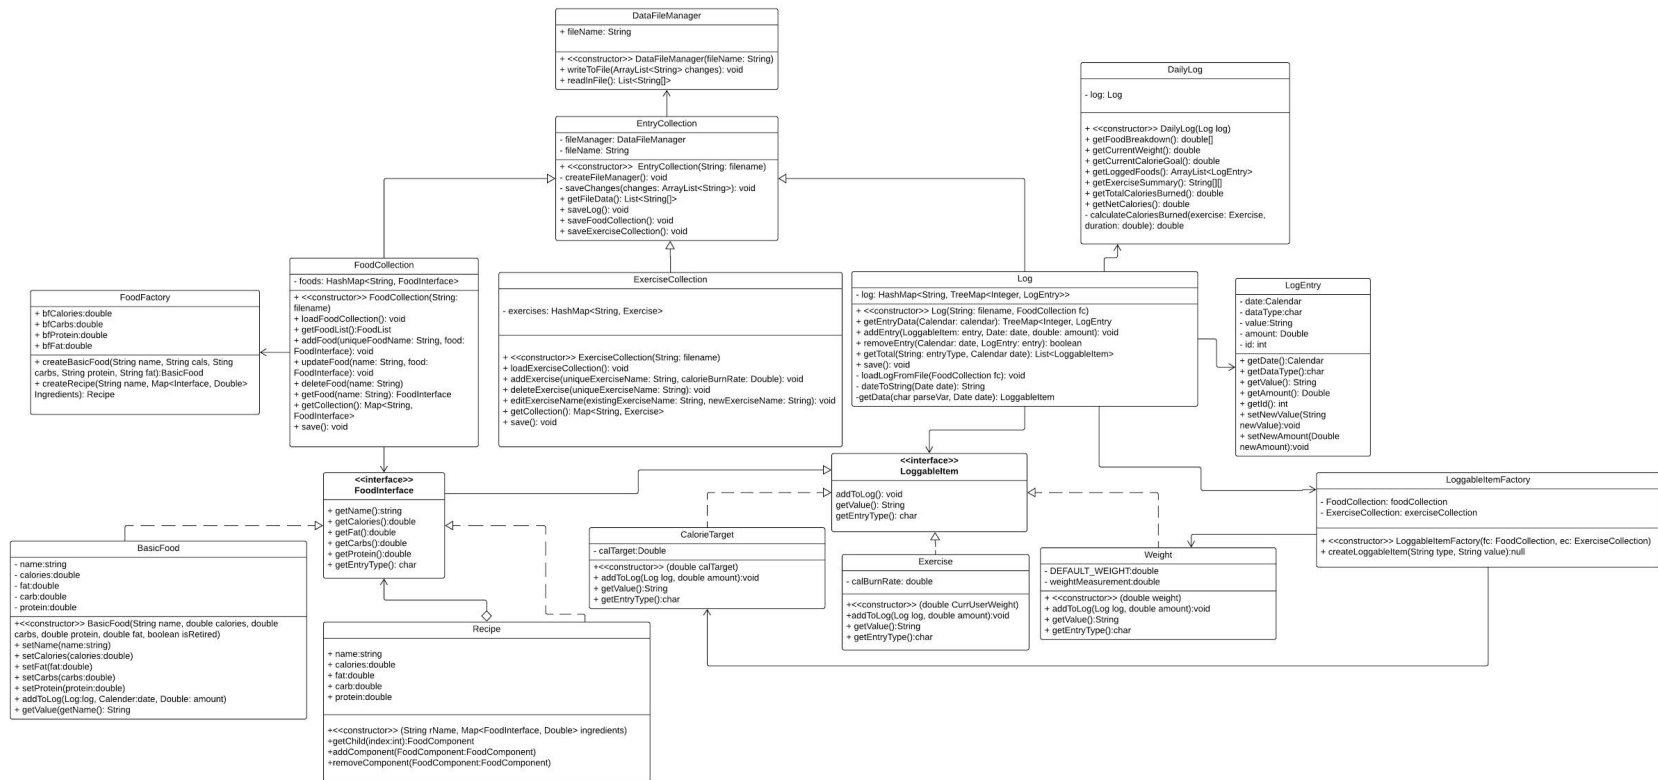 DataFileManager
+ fileName: String
+ <<constructor>> DataFileManager(fileName: String)
+ writeToFile(ArrayList<String> changes): void
+ readInFile(): List<String[]>
DailyLog
- log: Log
+ <<constructor>> DailyLog(Log log)
+ getFoodBreakdown(): double[]
+ getCurrentWeight(): double
+ getCurrentCalorieGoal(): double
+ getLoggedFoods(): ArrayList<LogEntry>
+ getExerciseSummary(): String[][]
+ getTotalCaloriesBurned(): double
+ getNetCalories(): double
- calculateCaloriesBurned(exercise: Exercise,
duration: double): double
EntryCollection
- fileManager: DataFileManager
- fileName: String
+ <<constructor>>  EntryCollection(String: filename)
- createFileManager(): void
- saveChanges(changes: ArrayList<String>): void
+ getFileData(): List<String[]>
+ saveLog(): void
+ saveFoodCollection(): void
+ saveExerciseCollection(): void
FoodFactory
+ bfCalories:double
+ bfCarbs:double
+ bfProtein:double
+ bfFat:double
+ createBasicFood(String name, String cals, Sting
carbs, String protein, String fat):BasicFood
+ createRecipe(String name, Map<Interface, Double>
Ingredients): Recipe
FoodCollection
- foods: HashMap<String, FoodInterface>
+ <<constructor>> FoodCollection(String:
filename)
+ loadFoodCollection(): void
+ getFoodList():FoodList
+ addFood(uniqueFoodName: String, food:
FoodInterface): void
+ updateFood(name: String, food:
FoodInterface): void
+ deleteFood(name: String)
+ getFood(name: String): FoodInterface
+ getCollection(): Map<String,
FoodInterface>
+ save(): void
ExerciseCollection
- exercises: HashMap<String, Exercise>
+ <<constructor>> ExerciseCollection(String: filename)
+ loadExerciseCollection(): void
+ addExercise(uniqueExerciseName: String, calorieBurnRate: Double): void
+ deleteExercise(uniqueExerciseName: String): void
+ editExerciseName(existingExerciseName: String, newExerciseName: String): void
+ getCollection(): Map<String, Exercise>
+ save(): void
Log
- log: HashMap<String, TreeMap<Integer, LogEntry>>
+ <<constructor>> Log(String: filename, FoodCollection fc)
+ getEntryData(Calendar: calendar): TreeMap<Integer, LogEntry
+ addEntry(LoggableItem: entry, Date: date, double: amount): void
+ removeEntry(Calendar: date, LogEntry: entry): boolean
+ getTotal(String: entryType, Calendar date): List<LoggableItem>
+ save(): void
- loadLogFromFile(FoodCollection fc): void
- dateToString(Date date): String
-getData(char parseVar, Date date): LoggableItem
LogEntry
- date:Calendar
- dataType:char
- value:String
- amount: Double
- id: int
+ getDate():Calendar
+ getDataType():char
+ getValue(): String
+ getAmount(): Double
+ getId(): int
+ setNewValue(String
newValue):void
+ setNewAmount(Double
newAmount):void
<<interface>>
FoodInterface
+ getName():string
+ getCalories():double
+ getFat():double
+ getCarbs():double
+ getProtein():double
+ getEntryType(): char
<<interface>>
LoggableItem
addToLog(): void
getValue(): String
getEntryType(): char
LoggableItemFactory
- FoodCollection: foodCollection
- ExerciseCollection: exerciseCollection
+ <<constructor>> LoggableItemFactory(fc: FoodCollection, ec: ExerciseCollection)
+ createLoggableItem(String type, String value):null
BasicFood
- name:string
- calories:double
- fat:double
- carb:double
- protein:double
+<<constructor>> BasicFood(String name, double calories, double
carbs, double protein, double fat, boolean isRetired)
+ setName(name:string)
+ setCalories(calories:double)
+ setFat(fat:double)
+ setCarbs(carbs:double)
+ setProtein(protein:double)
+ addToLog(Log:log, Calender:date, Double: amount)
+ getValue(getName(): String
CalorieTarget
- calTarget:Double
+<<constructor>> (double calTarget)
+ addToLog(Log log, double amount):void
+ getValue():String
+ getEntryType():char
Exercise
- calBurnRate: double
+<<constructor>> (double CurrUserWeight)
+addToLog(Log log, double amount):void
+ getValue():String
+ getEntryType():char
Weight
- DEFAULT_WEIGHT:double
- weightMeasurement:double
+ <<constructor>> (double weight)
+ addToLog(Log log, double amount):void
+ getValue():String
+ getEntryType():char
Recipe
+ name:string
+ calories:double
+ fat:double
+ carb:double
+ protein:double
+<<constructor>> (String rName, Map<FoodInterface, Double> ingredients)
+getChild(index:int):FoodComponent
+addComponent(FoodComponent:FoodComponent)
+removeComponent(FoodComponent:FoodComponent)